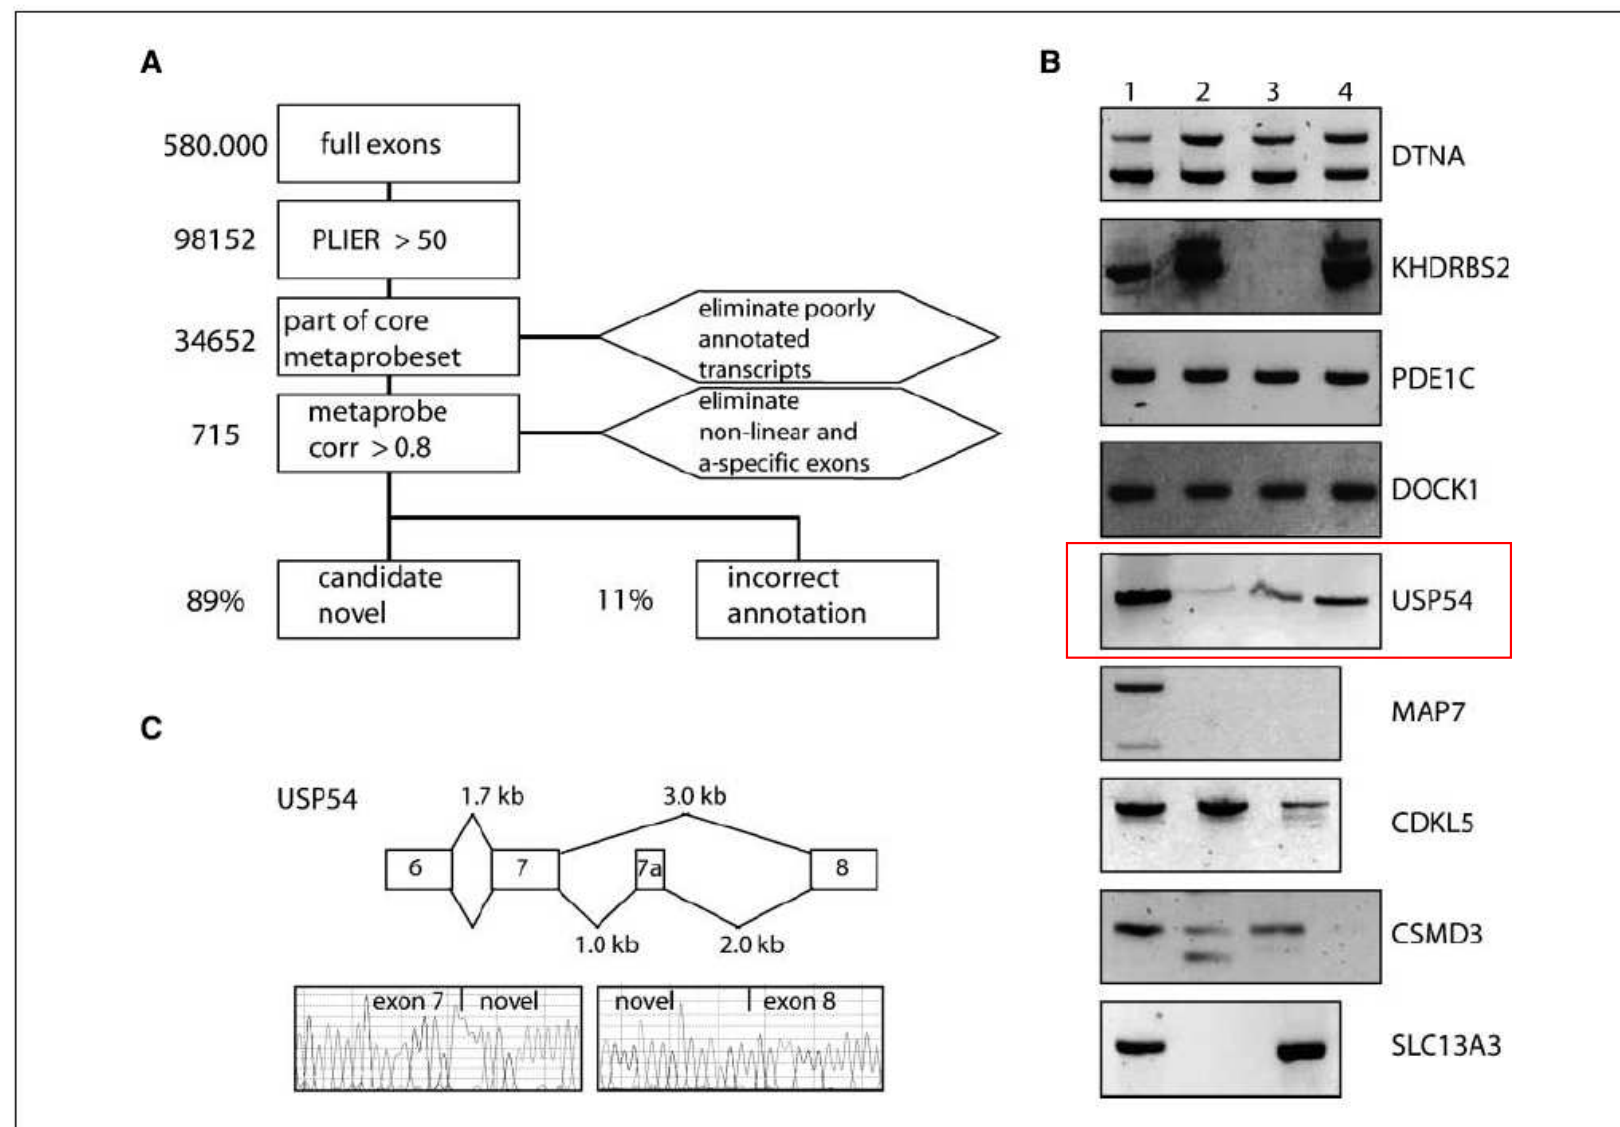 A
580.000
full exons
98152
PLIER > 50
34652
part of core
metaprobeset
eliminate poorly
annotated
transcripts
715
metaprobe
corr > 0.8
eliminate
non-linear and
a-specific exons
89%
candidate
novel
11%
incorrect
annotation
B
1 2 3 4
DTNA
KHDRBS2
PDE1C
DOCK1
USP54
MAP7
CDKL5
CSMD3
SLC13A3
C
USP54
1.7 kb
3.0 kb
6
7
7a
8
1.0 kb
2.0 kb
exon 7 | novel
novel | exon 8